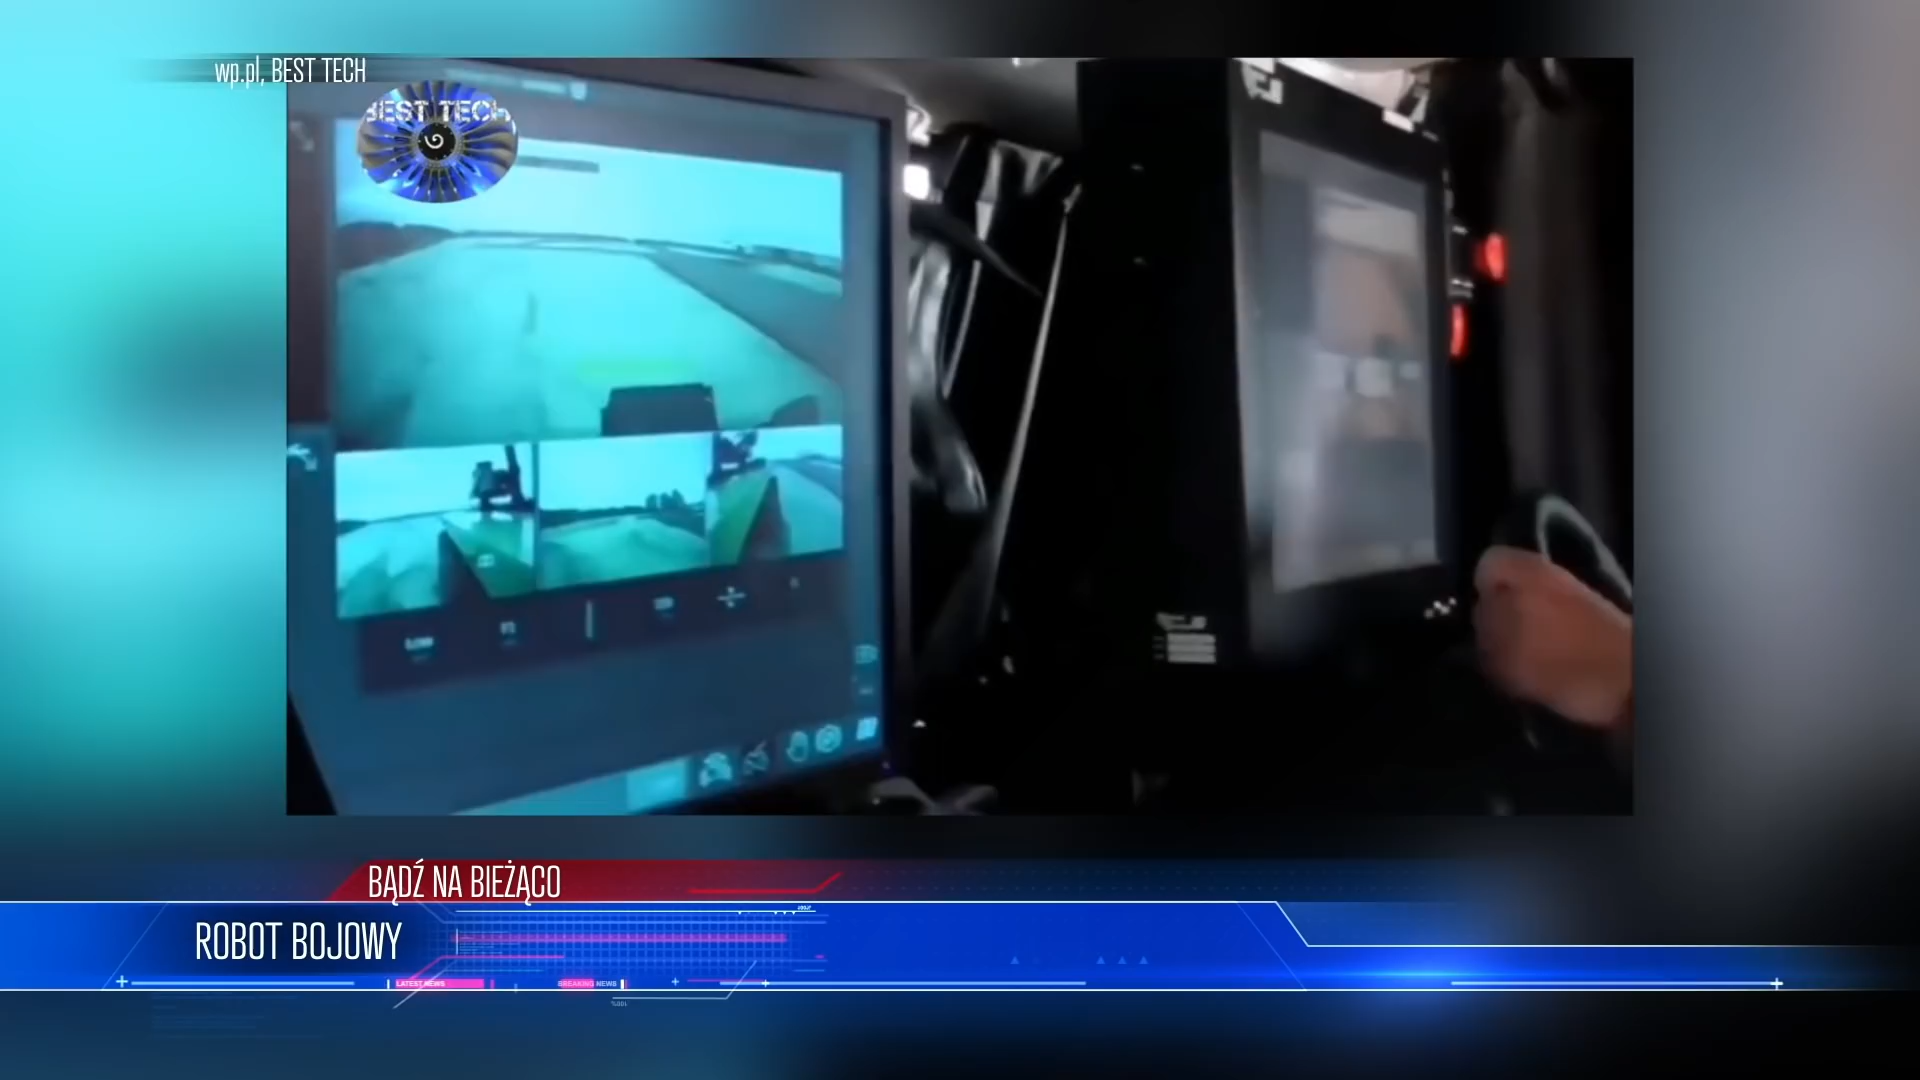 wp.pl, BEST TECH
BEST TECH
BĄDŹ NA BIEŻĄCO
ROBOT BOJOWY
LATEST NEWS
BREAKING NEWS